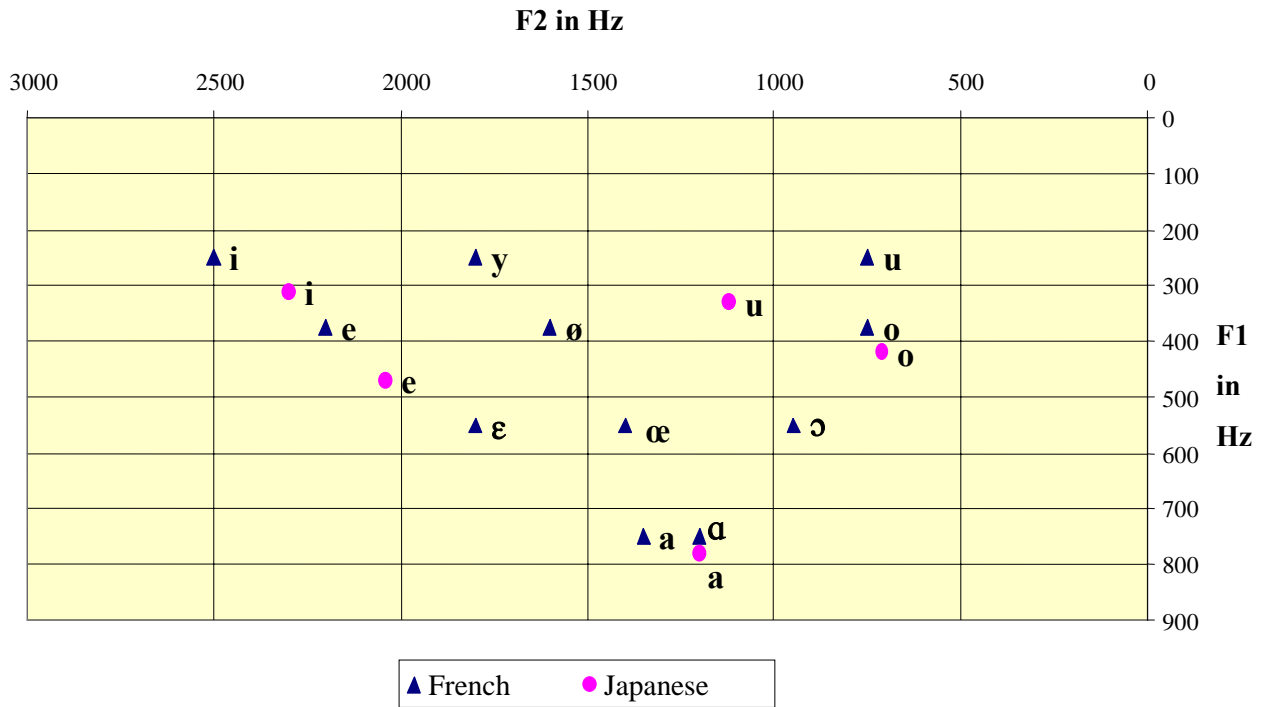 F2 in Hz
3000 2500 2000 1500 1000 500 0
0
100
200
i y u
300
i u
e ø o
F1
400
o
in
e
500
ɛ œ ɔ
Hz
600
700
a ɑ
800
a
900
French Japanese